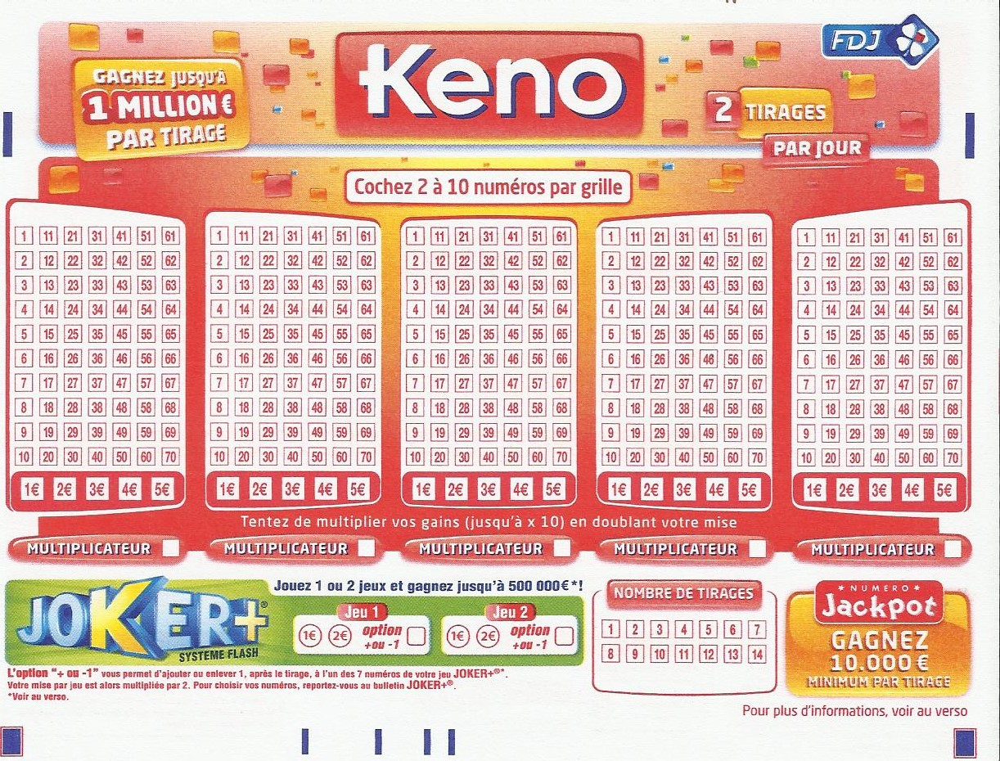 FDJ
GAGNEZ JUSQU'À
1 MILLION €
PAR TIRAGE
Keno
2 TIRAGES
PAR JOUR
Cochez 2 à 10 numéros par grille
1 11 21 31 41 51 61 1 11 21 31 41 51 61 1 11 21 31 41 51 61 1 11 21 31 41 51 61 1 11 21 31 41 51 61
2 12 22 32 42 52 62 2 12 22 32 42 52 62 2 12 22 32 42 52 62 2 12 22 32 42 52 62 2 12 22 32 42 52 62
3 13 23 33 43 53 63 3 13 23 33 43 53 63 3 13 23 33 43 53 63 3 13 23 33 43 53 63 3 13 23 33 43 53 63
4 14 24 34 44 54 64 4 14 24 34 44 54 64 4 14 24 34 44 54 64 4 14 24 34 44 54 64 4 14 24 34 44 54 64
5 15 25 35 45 55 65 5 15 25 35 45 55 65 5 15 25 35 45 55 65 5 15 25 35 45 55 65 5 15 25 35 45 55 65
6 16 26 36 46 56 66 6 16 26 36 46 56 66 6 16 26 36 46 56 66 6 16 26 36 46 56 66 6 16 26 36 46 56 66
7 17 27 37 47 57 67 7 17 27 37 47 57 67 7 17 27 37 47 57 67 7 17 27 37 47 57 67 7 17 27 37 47 57 67
8 18 28 38 48 58 68 8 18 28 38 48 58 68 8 18 28 38 48 58 68 8 18 28 38 48 58 68 8 18 28 38 48 58 68
9 19 29 39 49 59 69 9 19 29 39 49 59 69 9 19 29 39 49 59 69 9 19 29 39 49 59 69 9 19 29 39 49 59 69
10 20 30 40 50 60 70 10 20 30 40 50 60 70 10 20 30 40 50 60 70 10 20 30 40 50 60 70 10 20 30 40 50 60 70
1€ 2€ 3€ 4€ 5€ 1€ 2€ 3€ 4€ 5€ 1€ 2€ 3€ 4€ 5€ 1€ 2€ 3€ 4€ 5€ 1€ 2€ 3€ 4€ 5€
Tentez de multiplier vos gains (jusqu'à x 10) en doublant votre mise
MULTIPLICATEUR MULTIPLICATEUR MULTIPLICATEUR MULTIPLICATEUR MULTIPLICATEUR
JOKER+®
SYSTEME FLASH
Jouez 1 ou 2 jeux et gagnez jusqu'à 500 000€*!
Jeu 1 Jeu 2
1€ 2€ option +ou -1 1€ 2€ option +ou -1
L'option "+ ou -1" vous permet d'ajouter ou enlever 1, après le tirage, à l'un des 7 numéros de votre jeu JOKER+®*.
Votre mise par jeu est alors multipliée par 2. Pour choisir vos numéros, reportez-vous au bulletin JOKER+®.
*Voir au verso.
NOMBRE DE TIRAGES
1 2 3 4 5 6 7
8 9 10 11 12 13 14
* NUMERO *
Jackpot
GAGNEZ
10.000 €
MINIMUM PAR TIRAGE
Pour plus d'informations, voir au verso